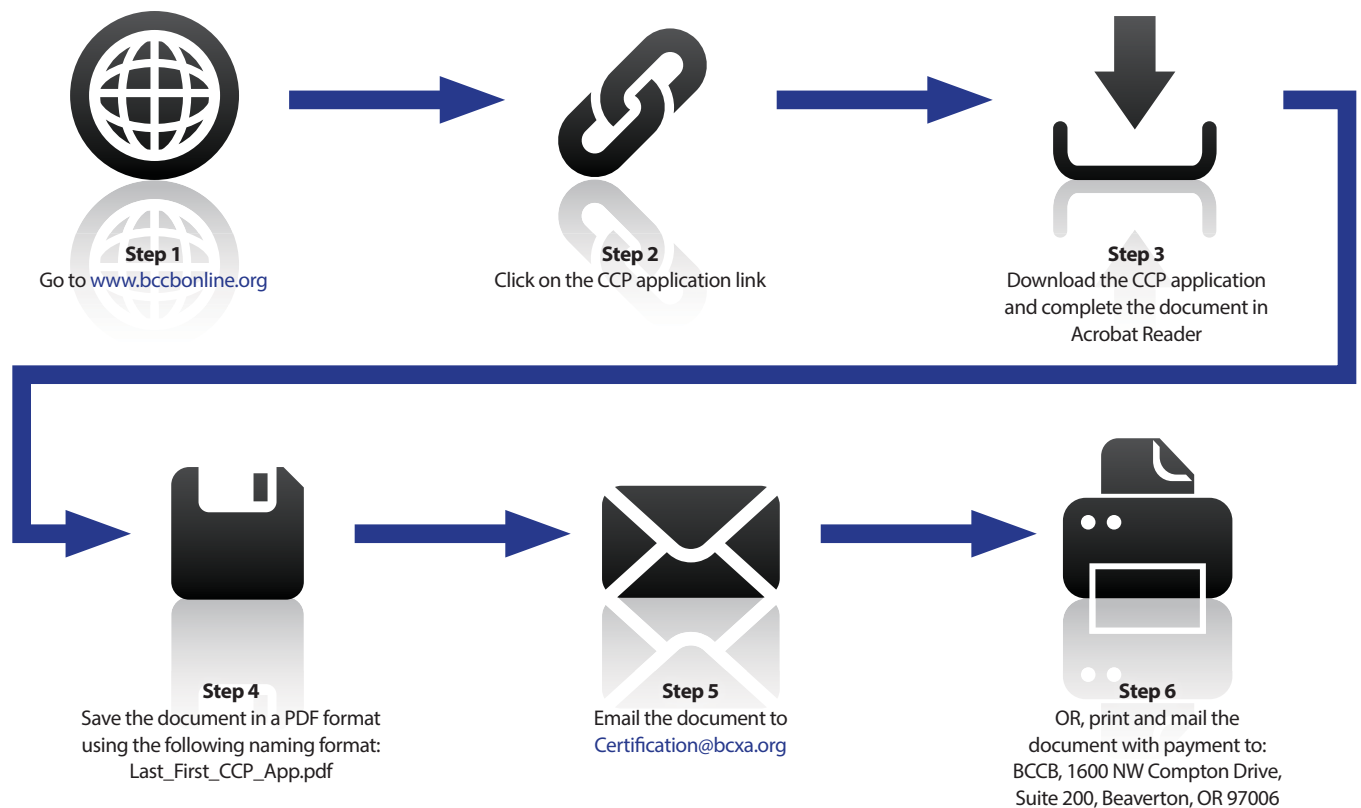 Step 1
Go to www.bccbonline.org
Step 2
Click on the CCP application link
Step 3
Download the CCP application
and complete the document in
Acrobat Reader
Step 4
Save the document in a PDF format
using the following naming format:
Last_First_CCP_App.pdf
Step 5
Email the document to
Certification@bcxa.org
Step 6
OR, print and mail the
document with payment to:
BCCB, 1600 NW Compton Drive,
Suite 200, Beaverton, OR 97006